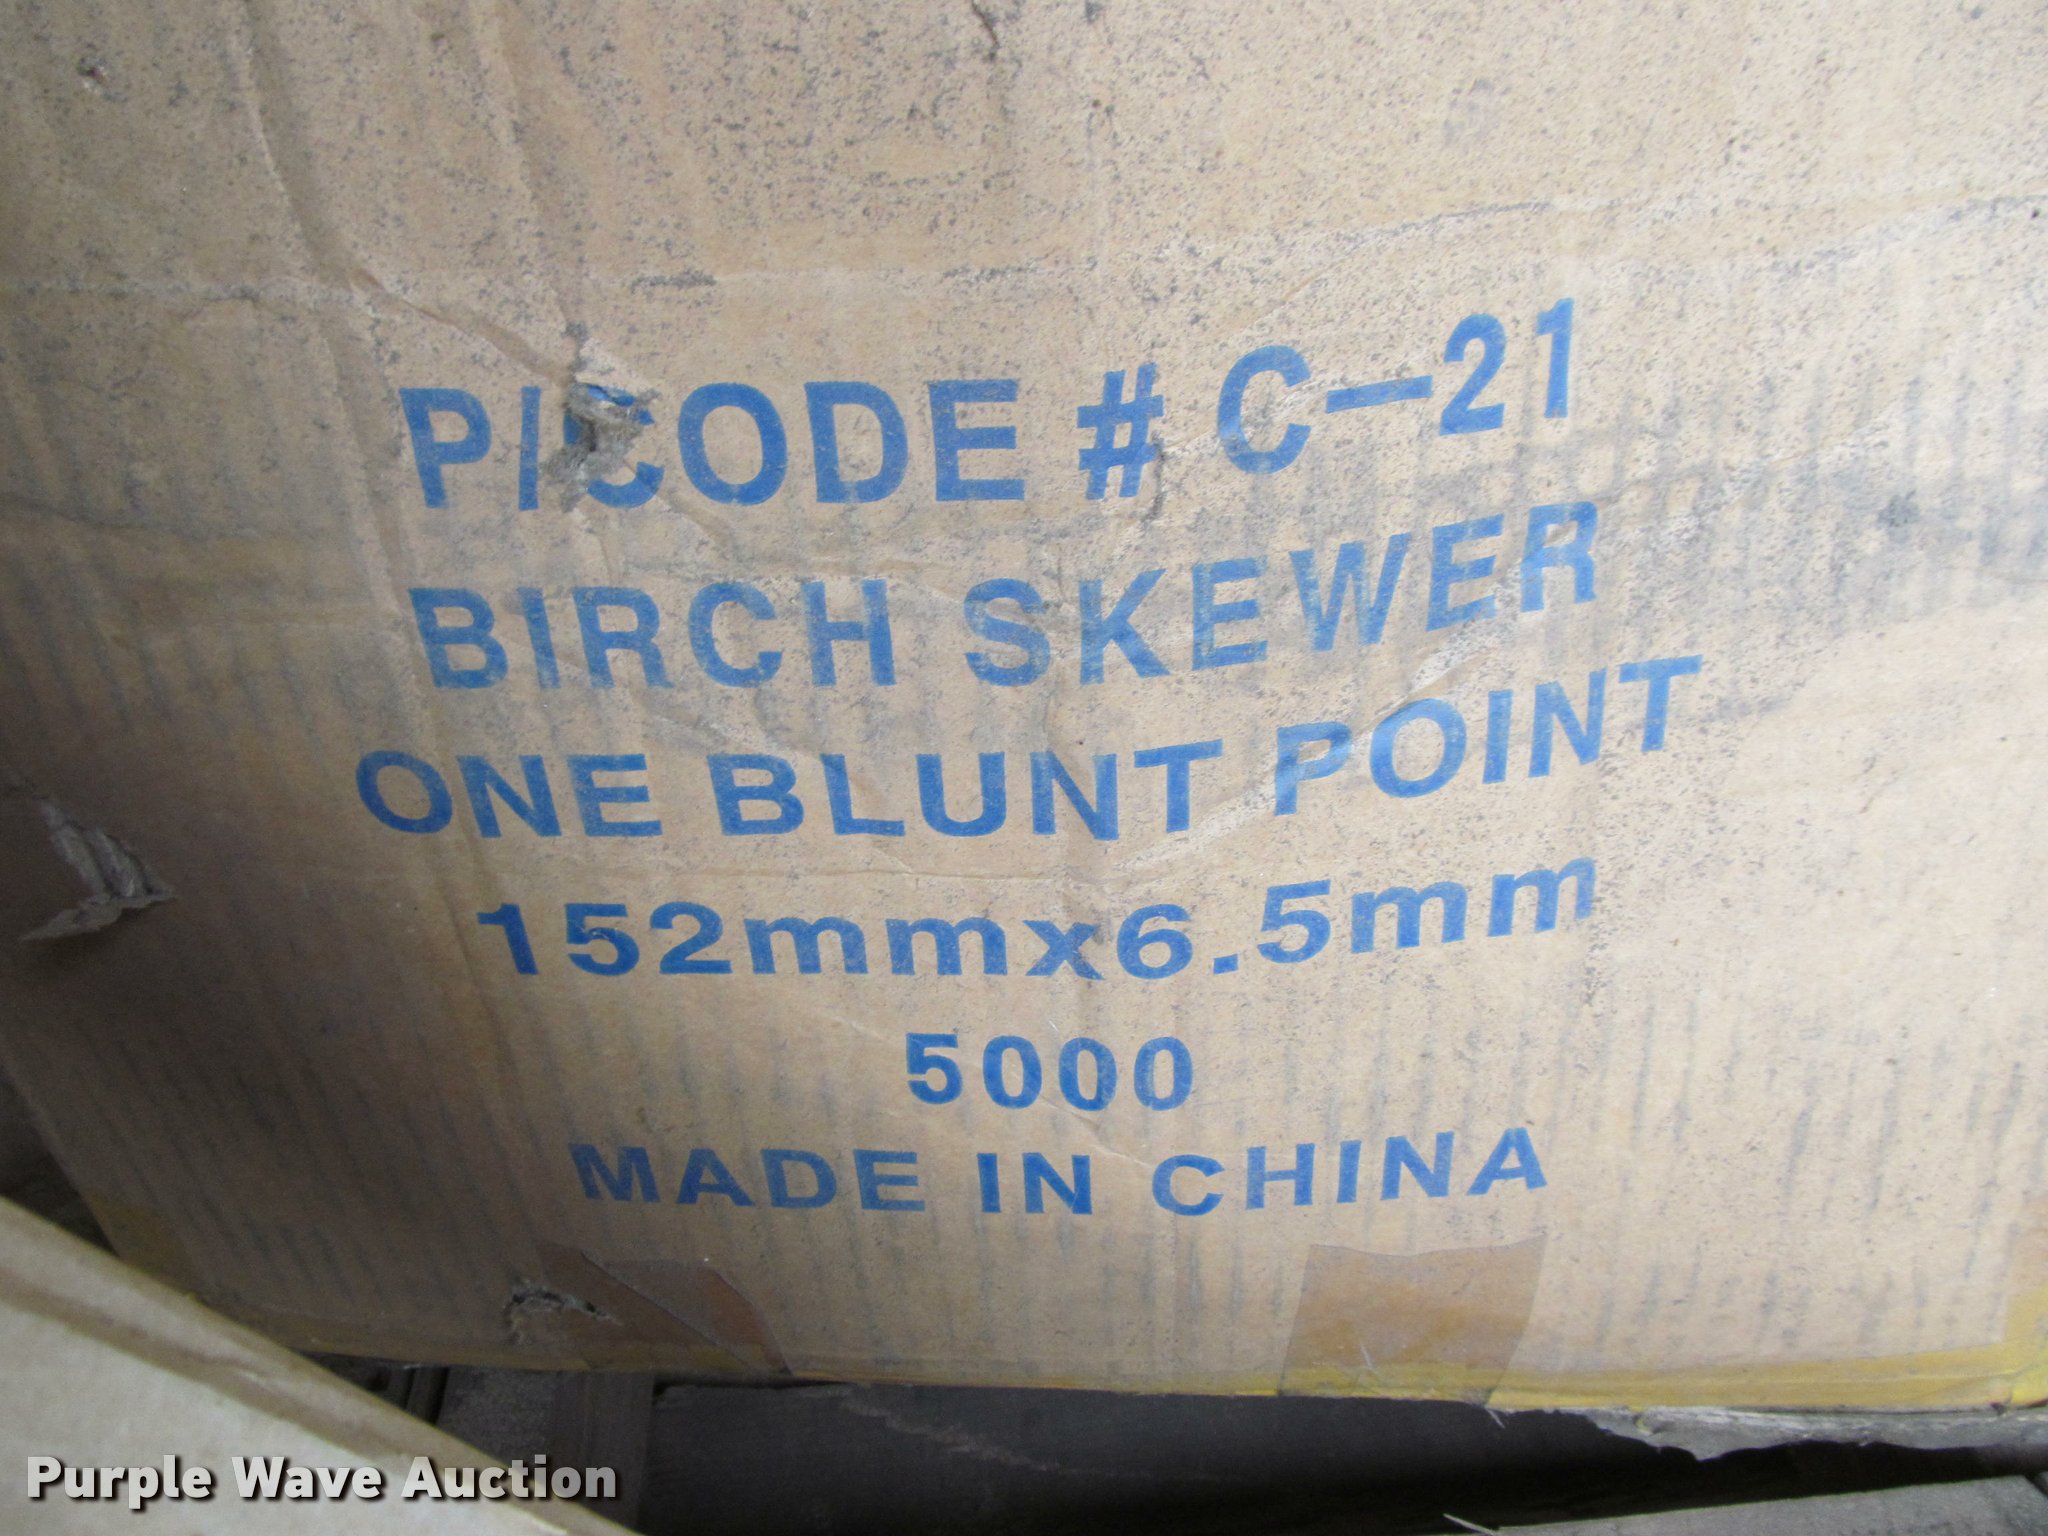 P/CODE # C-21
BIRCH SKEWER
ONE BLUNT POINT
152mmx6.5mm
5000
MADE IN CHINA
Purple Wave Auction